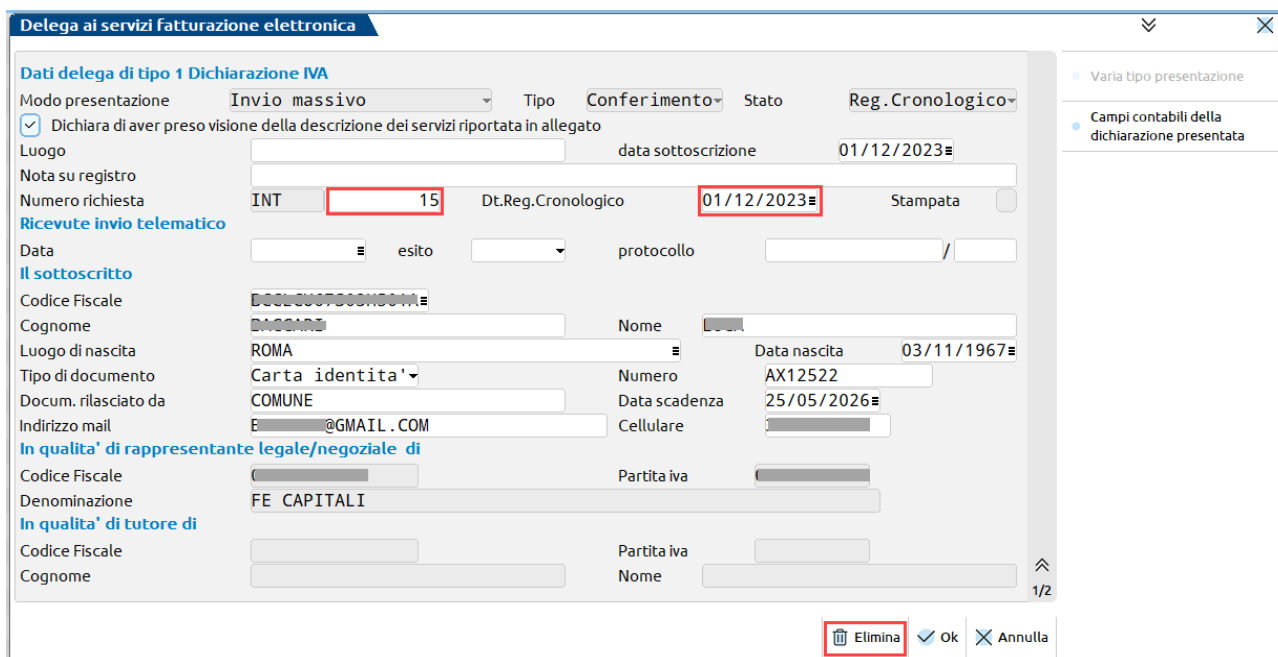 Delega ai servizi fatturazione elettronica
Dati delega di tipo 1 Dichiarazione IVA
Modo presentazione Invio massivo Tipo Conferimento Stato Reg.Cronologico
Dichiara di aver preso visione della descrizione dei servizi riportata in allegato
Luogo data sottoscrizione 01/12/2023
Nota su registro
Numero richiesta INT 15 Dt.Reg.Cronologico 01/12/2023 Stampata
Ricevute invio telematico
Data esito protocollo /
Il sottoscritto
Codice Fiscale
Cognome Nome
Luogo di nascita ROMA Data nascita 03/11/1967
Tipo di documento Carta identita' Numero AX12522
Docum. rilasciato da COMUNE Data scadenza 25/05/2026
Indirizzo mail @GMAIL.COM Cellulare
In qualita' di rappresentante legale/negoziale di
Codice Fiscale Partita iva
Denominazione FE CAPITALI
In qualita' di tutore di
Codice Fiscale Partita iva
Cognome Nome
1/2
Elimina Ok Annulla
Varia tipo presentazione
Campi contabili della
dichiarazione presentata